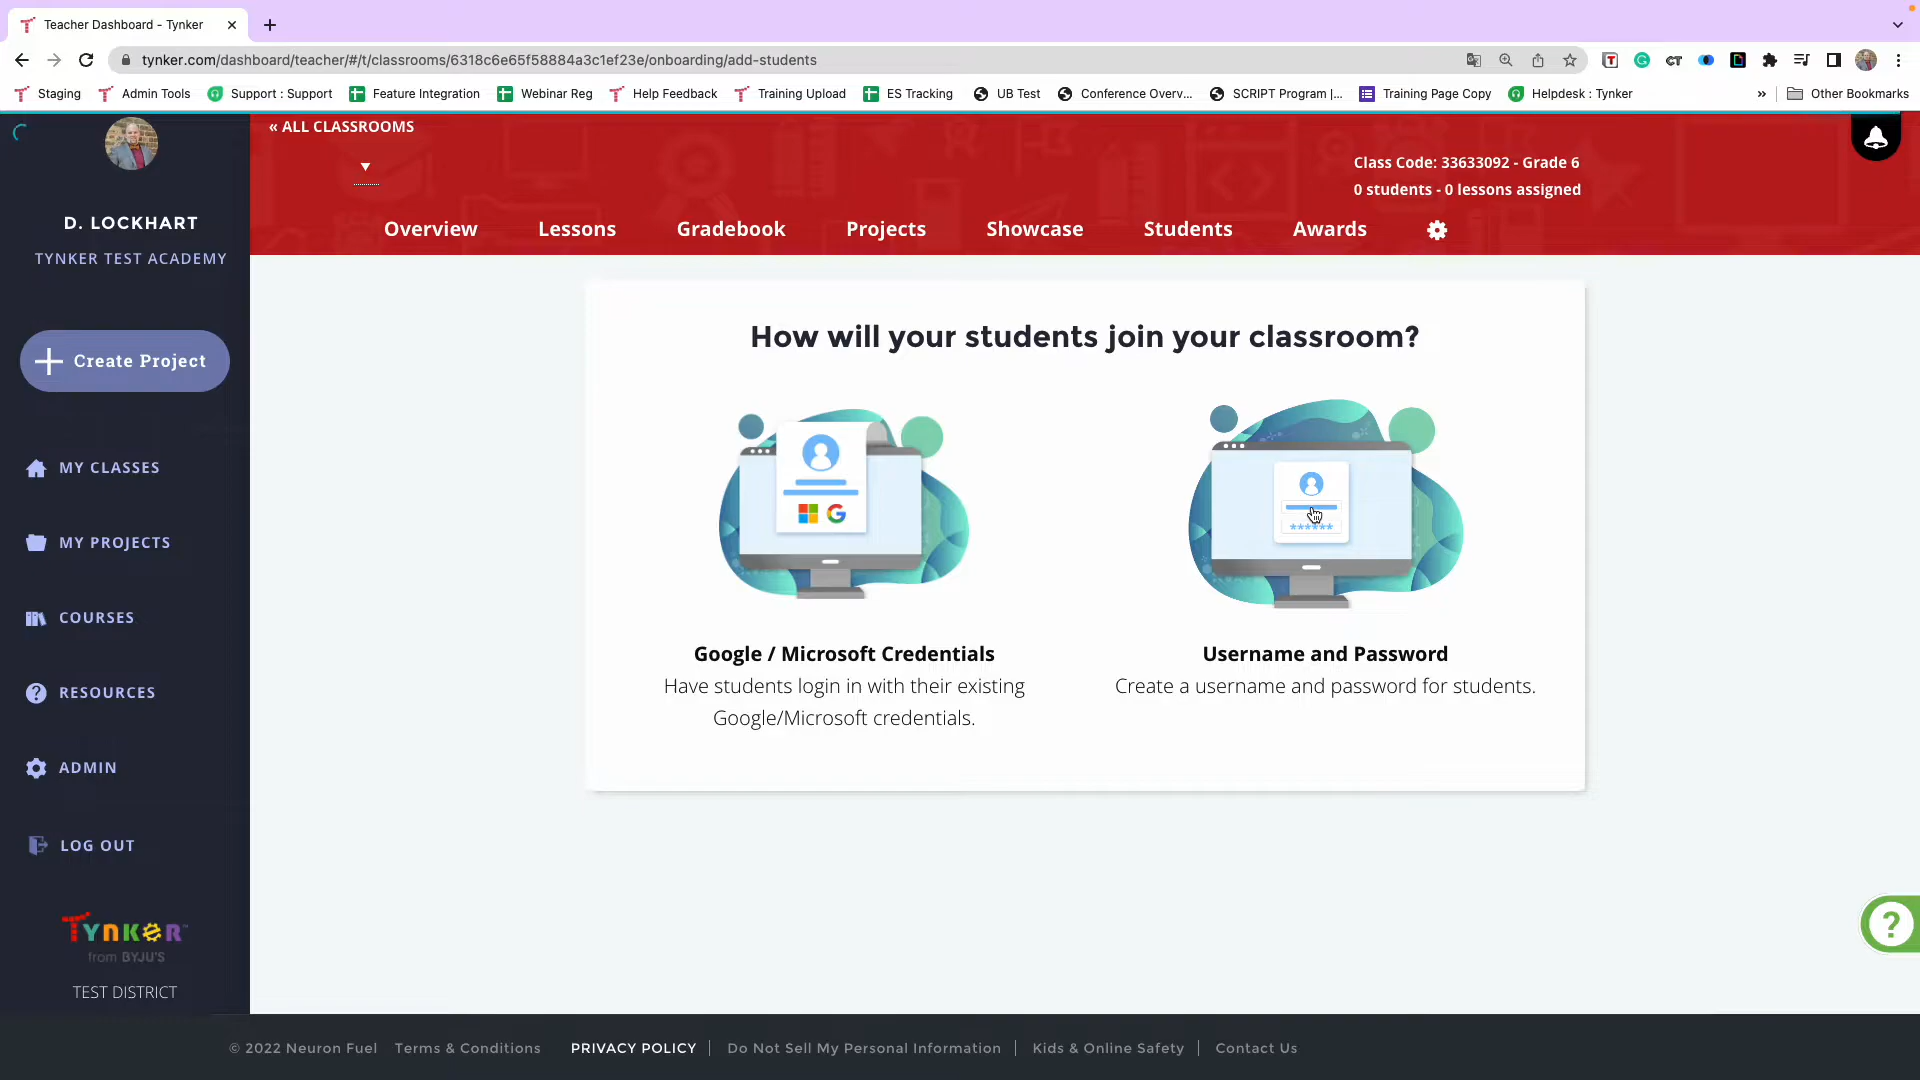 Teacher Dashboard - Tynker
tynker.com/dashboard/teacher/#/t/classrooms/6318c6e65f58884a3c1ef23e/onboarding/add-students
Staging
Admin Tools
Support : Support
Feature Integration
Webinar Reg
Help Feedback
Training Upload
ES Tracking
UB Test
Conference Overv...
SCRIPT Program |...
Training Page Copy
Helpdesk : Tynker
»
Other Bookmarks
« ALL CLASSROOMS
Class Code: 33633092 - Grade 6
0 students - 0 lessons assigned
Overview
Lessons
Gradebook
Projects
Showcase
Students
Awards
D. LOCKHART
TYNKER TEST ACADEMY
Create Project
MY CLASSES
MY PROJECTS
COURSES
RESOURCES
ADMIN
LOG OUT
TYNKER
from BYJU'S
TEST DISTRICT
How will your students join your classroom?
******
Google / Microsoft Credentials
Have students login in with their existing
Google/Microsoft credentials.
Username and Password
Create a username and password for students.
?
© 2022 Neuron Fuel
Terms & Conditions
PRIVACY POLICY
Do Not Sell My Personal Information
Kids & Online Safety
Contact Us